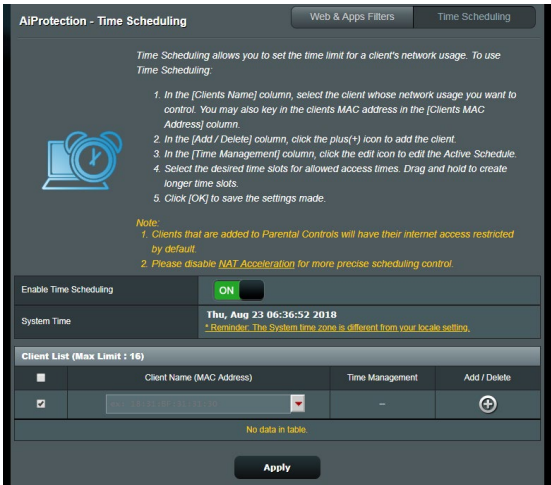 AiProtection - Time Scheduling
Web & Apps Filters
Time Scheduling
Time Scheduling allows you to set the time limit for a client's network usage. To use
Time Scheduling:
1. In the [Clients Name] column, select the client whose network usage you want to
control. You may also key in the clients MAC address in the [Clients MAC
Address] column.
2. In the [Add / Delete] column, click the plus(+) icon to add the client.
3. In the [Time Management] column, click the edit icon to edit the Active Schedule.
4. Select the desired time slots for allowed access times. Drag and hold to create
longer time slots.
5. Click [OK] to save the settings made.
Note:
1. Clients that are added to Parental Controls will have their internet access restricted
by default.
2. Please disable NAT Acceleration for more precise scheduling control.
Enable Time Scheduling
ON
System Time
Thu, Aug 23 06:36:52 2018
* Reminder: The System time zone is different from your locale setting.
Client List (Max Limit : 16)
Client Name (MAC Address)
Time Management
Add / Delete
–
No data in table.
Apply